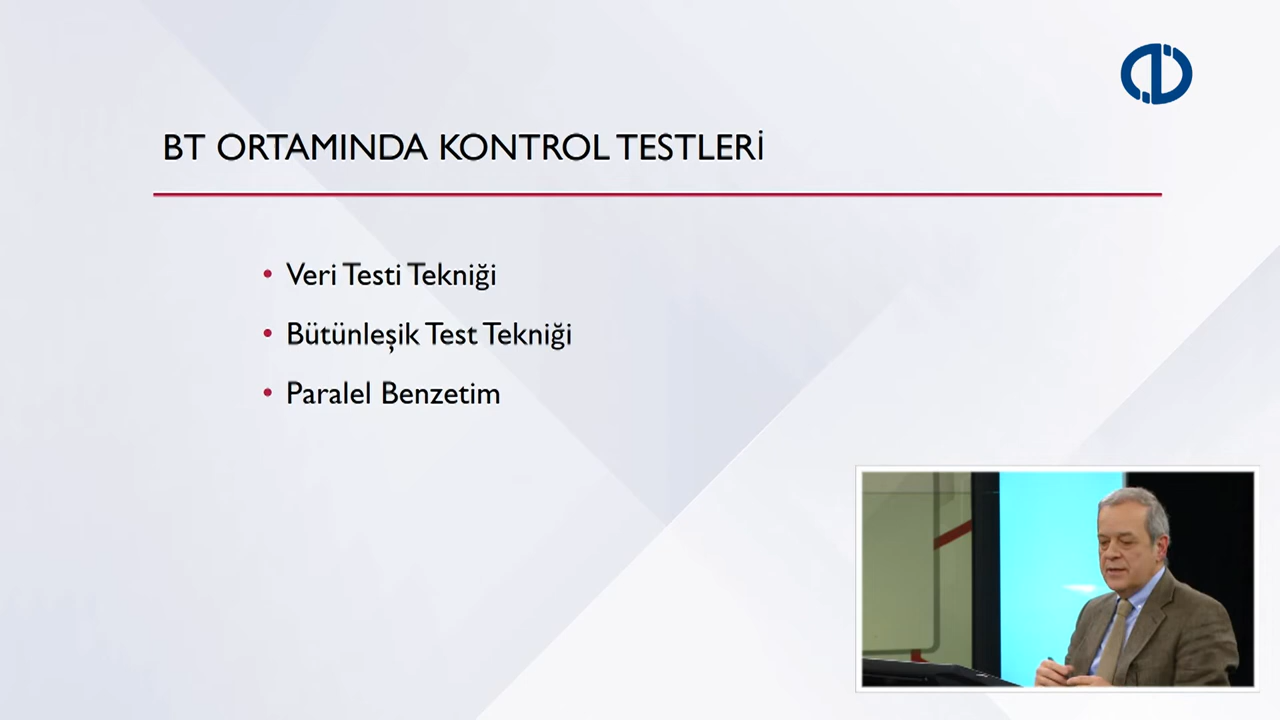 BT ORTAMINDA KONTROL TESTLERİ
• Veri Testi Tekniği
• Bütünleşik Test Tekniği
• Paralel Benzetim